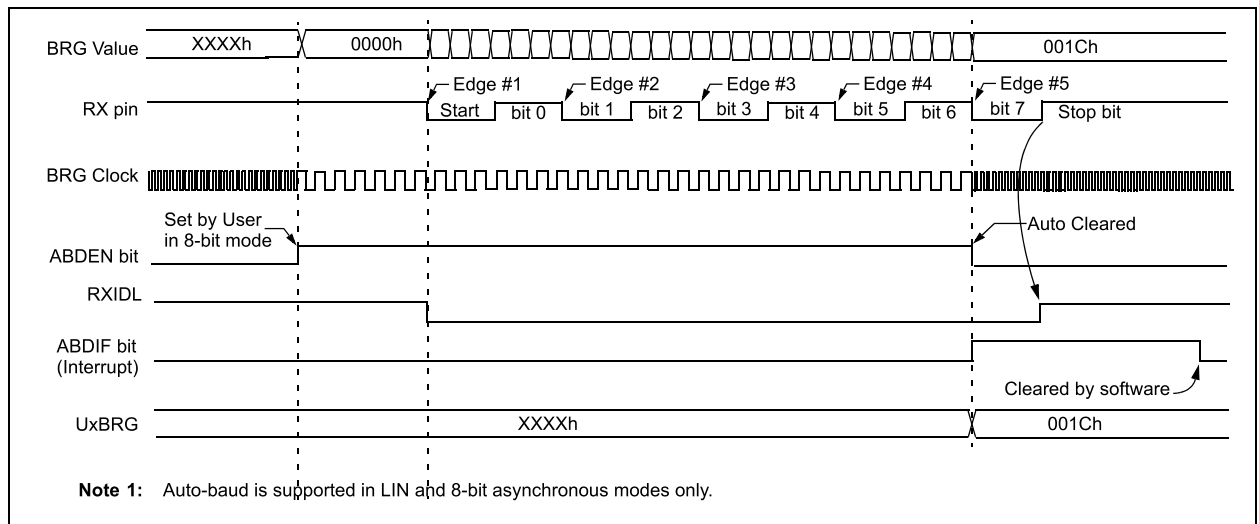 BRG Value XXXXh 0000h 001Ch
Edge #1 Edge #2 Edge #3 Edge #4 Edge #5
RX pin Start bit 0 bit 1 bit 2 bit 3 bit 4 bit 5 bit 6 bit 7 Stop bit
BRG Clock
Set by User
in 8-bit mode
Auto Cleared
ABDEN bit
RXIDL
ABDIF bit
(Interrupt)
Cleared by software
UxBRG XXXXh 001Ch
Note 1: Auto-baud is supported in LIN and 8-bit asynchronous modes only.